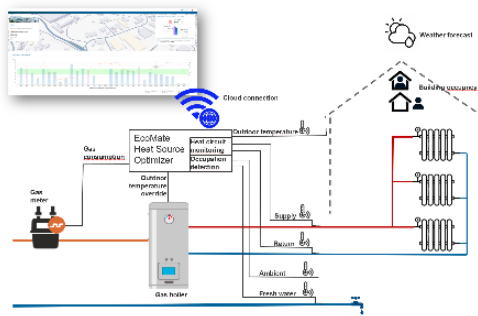 Weather forecast
Building occupancy
Cloud connection
Outdoor temperature
EcoMate
Heat Source
Optimizer
Heat circuit
monitoring
Occupation
detection
Gas
consumption
Outdoor
temperature
override
Gas
meter
Supply
Return
Ambient
Fresh water
Gas boiler